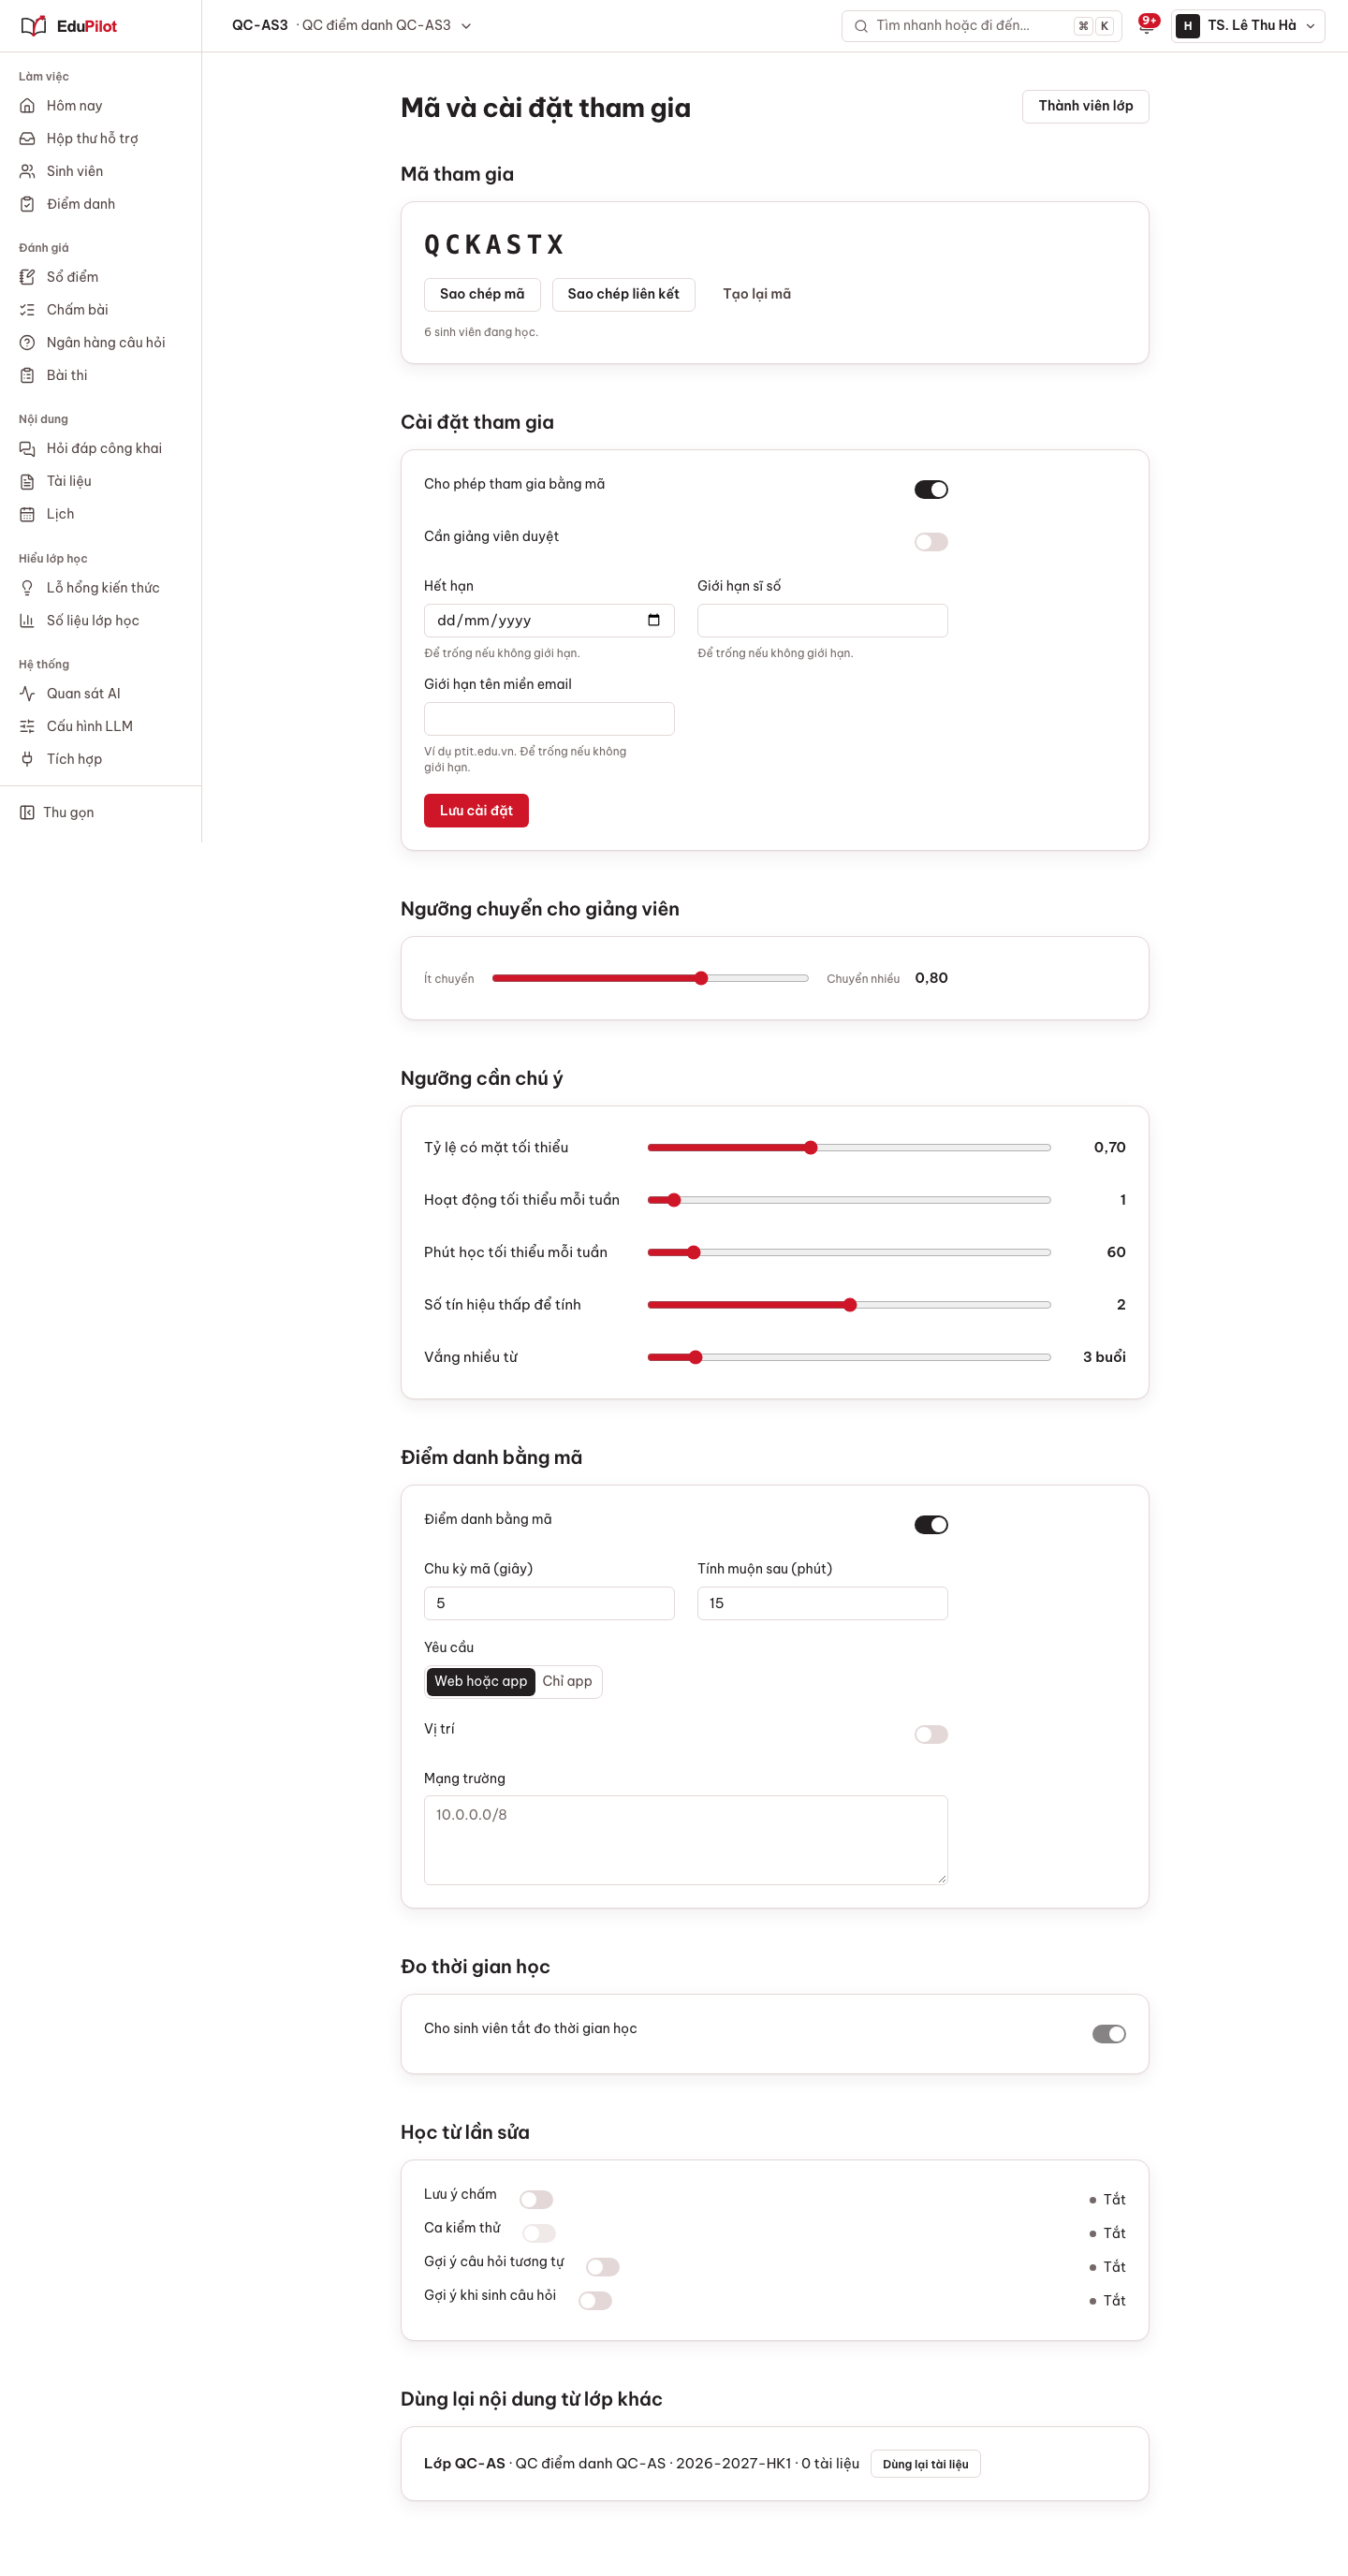 EduPilot
QC-AS3 · QC điểm danh QC-AS3
Tìm nhanh hoặc đi đến...
⌘ K
9+
H
TS. Lê Thu Hà
Làm việc
Hôm nay
Hộp thư hỗ trợ
Sinh viên
Điểm danh
Đánh giá
Sổ điểm
Chấm bài
Ngân hàng câu hỏi
Bài thi
Nội dung
Hỏi đáp công khai
Tài liệu
Lịch
Hiểu lớp học
Lỗ hổng kiến thức
Số liệu lớp học
Hệ thống
Quan sát AI
Cấu hình LLM
Tích hợp
Thu gọn
Mã và cài đặt tham gia
Thành viên lớp
Mã tham gia
QCKASTX
Sao chép mã
Sao chép liên kết
Tạo lại mã
6 sinh viên đang học.
Cài đặt tham gia
Cho phép tham gia bằng mã
Cần giảng viên duyệt
Hết hạn
Giới hạn sĩ số
dd/mm/yyyy
Để trống nếu không giới hạn.
Để trống nếu không giới hạn.
Giới hạn tên miền email
Ví dụ ptit.edu.vn. Để trống nếu không
giới hạn.
Lưu cài đặt
Ngưỡng chuyển cho giảng viên
Ít chuyển
Chuyển nhiều
0,80
Ngưỡng cần chú ý
Tỷ lệ có mặt tối thiểu
0,70
Hoạt động tối thiểu mỗi tuần
1
Phút học tối thiểu mỗi tuần
60
Số tín hiệu thấp để tính
2
Vắng nhiều từ
3 buổi
Điểm danh bằng mã
Điểm danh bằng mã
Chu kỳ mã (giây)
Tính muộn sau (phút)
5
15
Yêu cầu
Web hoặc app
Chỉ app
Vị trí
Mạng trường
10.0.0.0/8
Đo thời gian học
Cho sinh viên tắt đo thời gian học
Học từ lần sửa
Lưu ý chấm
Tắt
Ca kiểm thử
Tắt
Gợi ý câu hỏi tương tự
Tắt
Gợi ý khi sinh câu hỏi
Tắt
Dùng lại nội dung từ lớp khác
Lớp QC-AS · QC điểm danh QC-AS · 2026-2027-HK1 · 0 tài liệu
Dùng lại tài liệu